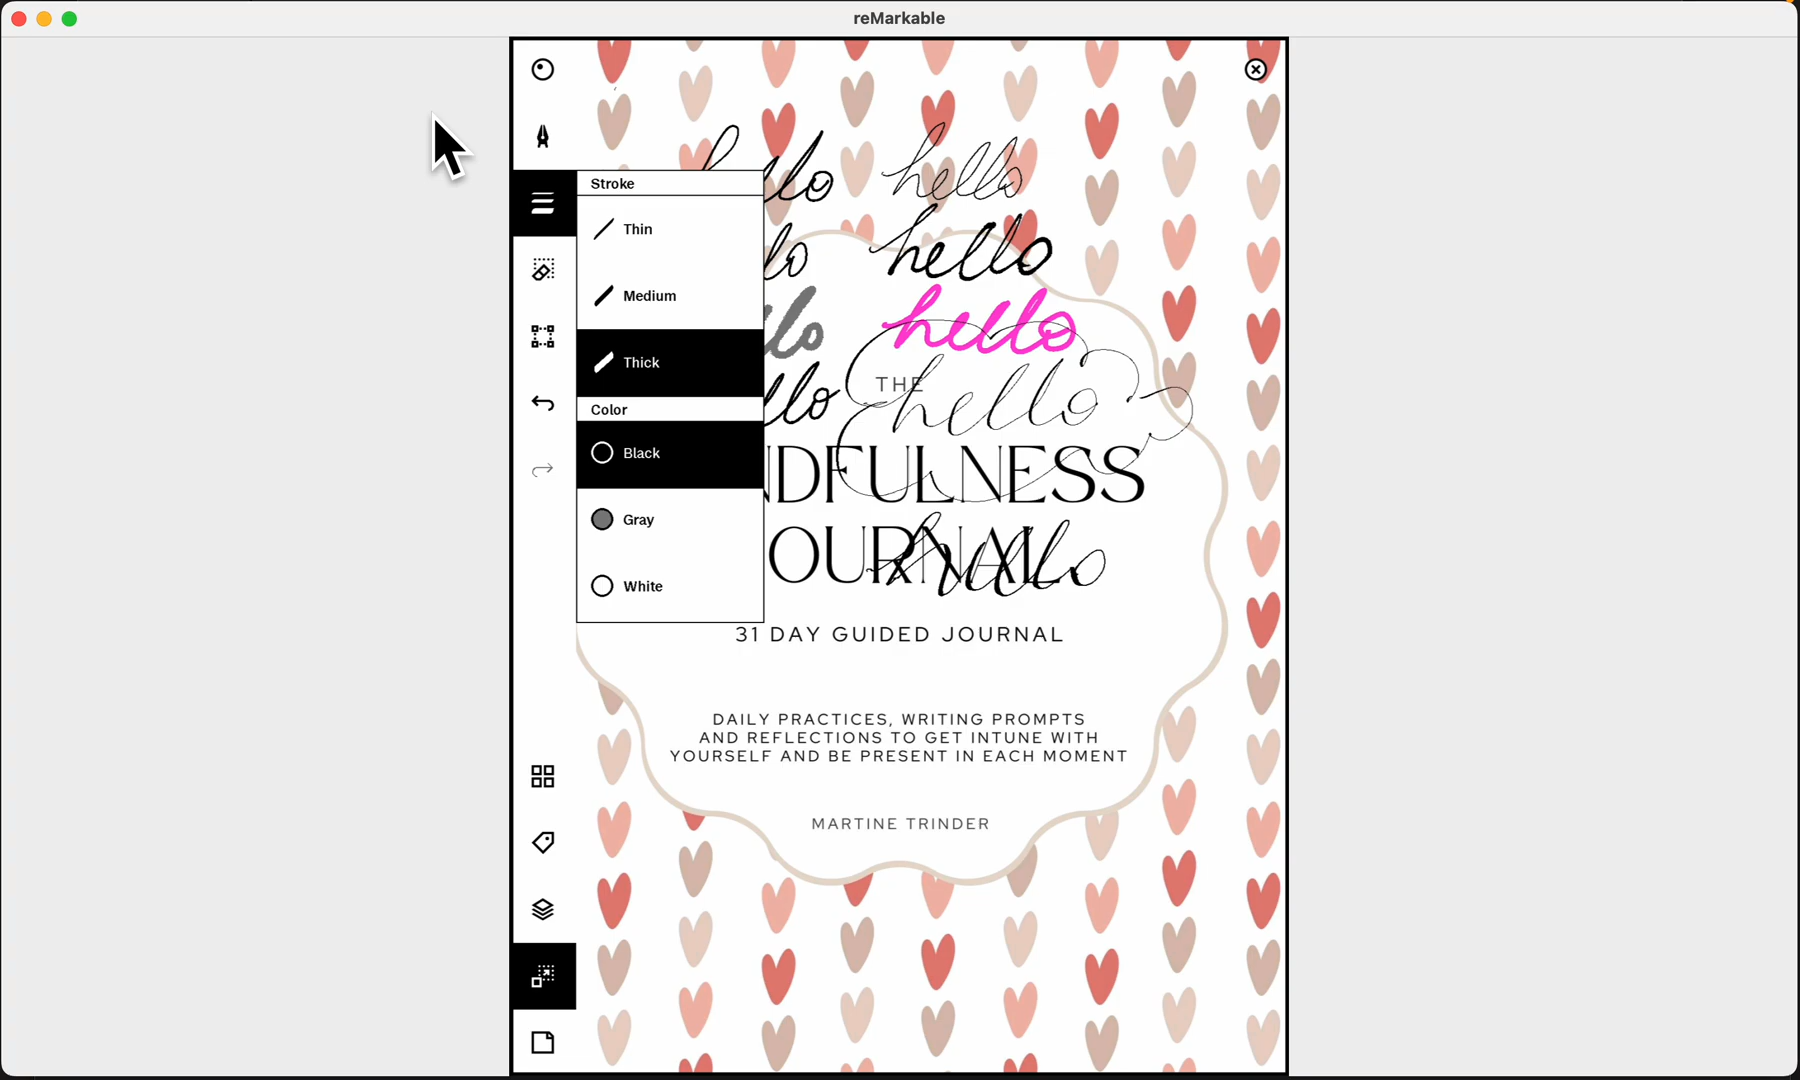 reMarkable
Stroke
Thin
Medium
Thick
Color
Black
Gray
White
hello
hello
hello
hello
hello
THE
NDFULNESS
OURNAL
31 DAY GUIDED JOURNAL
DAILY PRACTICES, WRITING PROMPTS
AND REFLECTIONS TO GET INTUNE WITH
YOURSELF AND BE PRESENT IN EACH MOMENT
MARTINE TRINDER